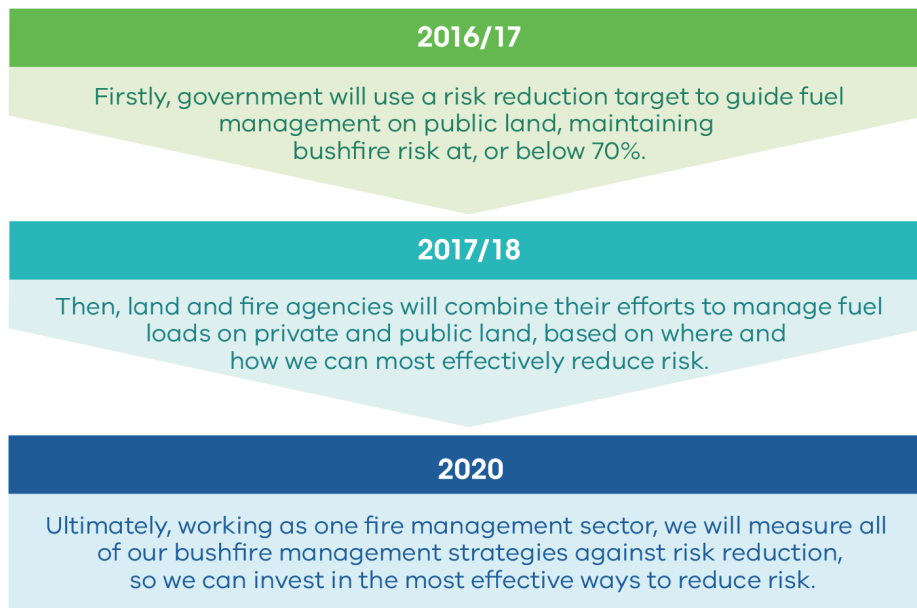 2016/17
Firstly, government will use a risk reduction target to guide fuel
management on public land, maintaining
bushfire risk at, or below 70%.
2017/18
Then, land and fire agencies will combine their efforts to manage fuel
loads on private and public land, based on where and
how we can most effectively reduce risk.
2020
Ultimately, working as one fire management sector, we will measure all
of our bushfire management strategies against risk reduction,
so we can invest in the most effective ways to reduce risk.